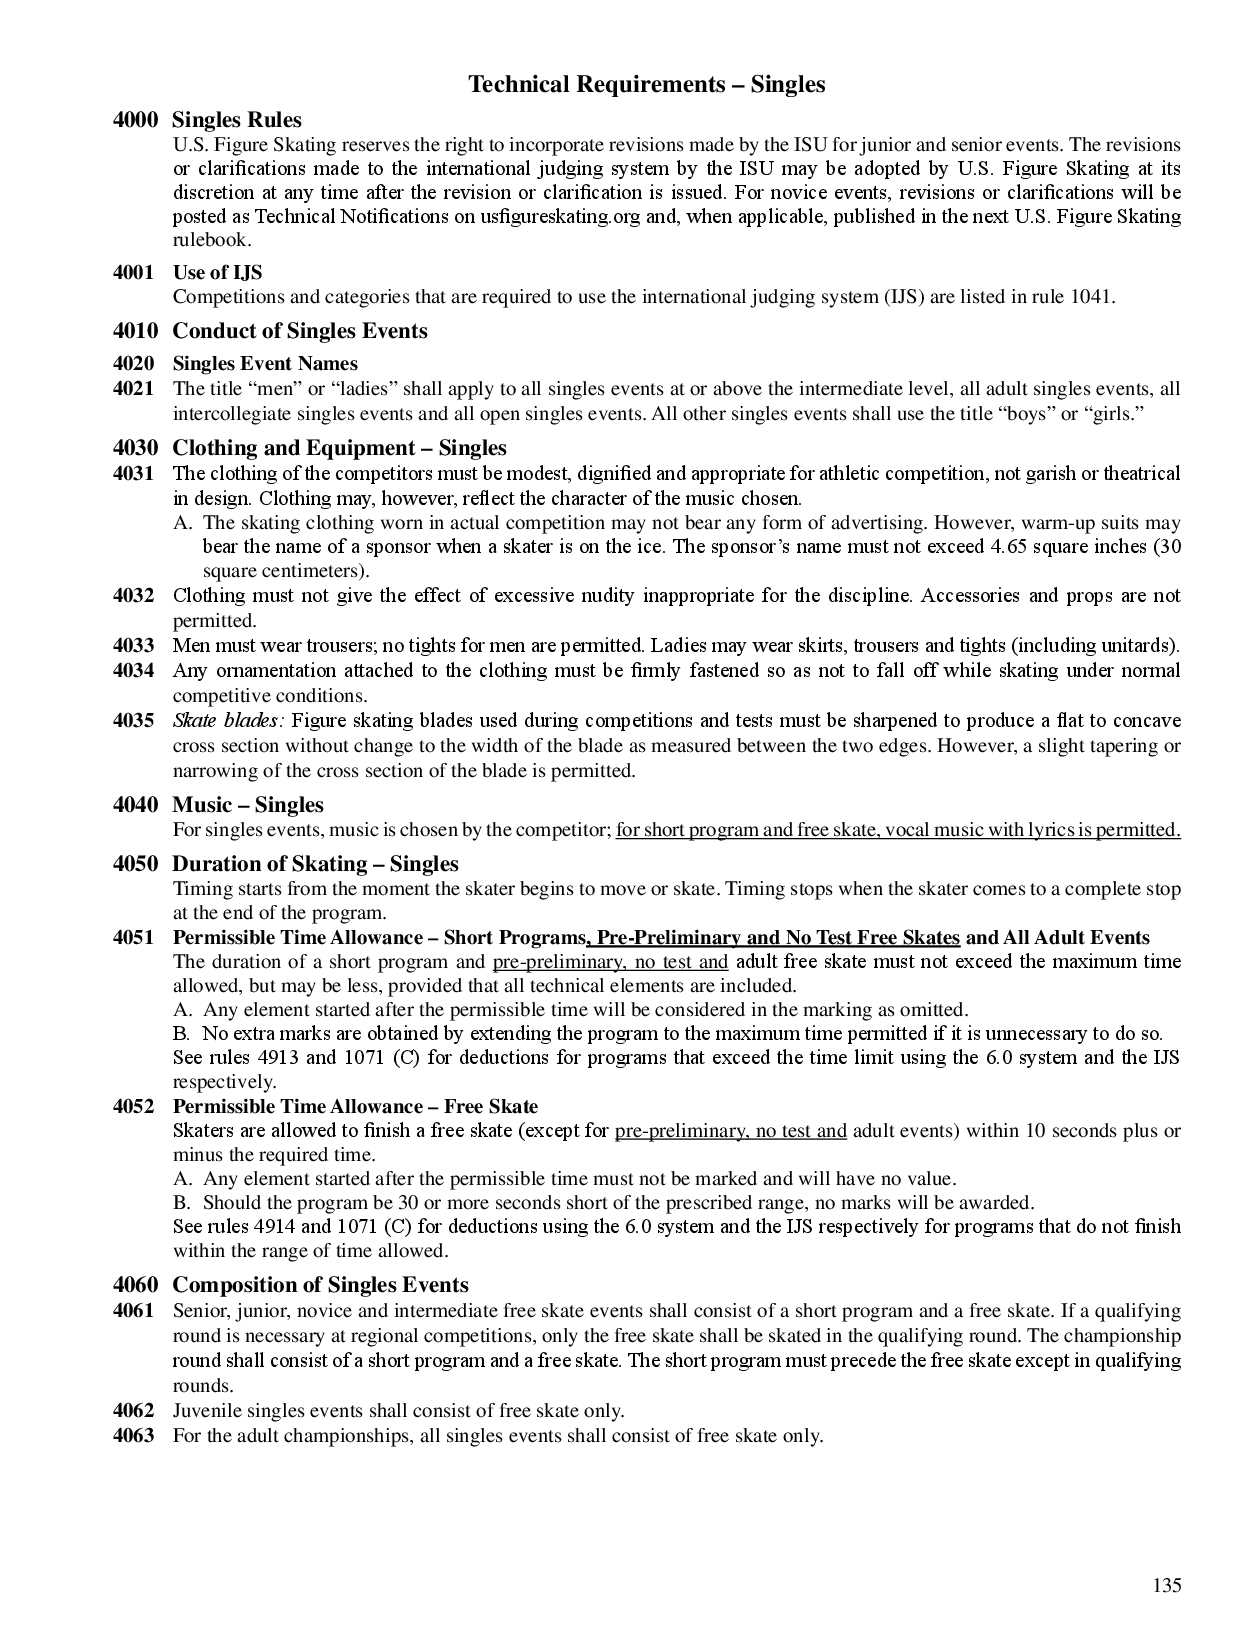 Technical Requirements – Singles
4000 Singles Rules
U.S. Figure Skating reserves the right to incorporate revisions made by the ISU for junior and senior events. The revisions
or clarifications made to the international judging system by the ISU may be adopted by U.S. Figure Skating at its
discretion at any time after the revision or clarification is issued. For novice events, revisions or clarifications will be
posted as Technical Notifications on usfigureskating.org and, when applicable, published in the next U.S. Figure Skating
rulebook.
4001 Use of IJS
Competitions and categories that are required to use the international judging system (IJS) are listed in rule 1041.
4010 Conduct of Singles Events
4020 Singles Event Names
4021 The title “men” or “ladies” shall apply to all singles events at or above the intermediate level, all adult singles events, all
intercollegiate singles events and all open singles events. All other singles events shall use the title “boys” or “girls.”
4030 Clothing and Equipment – Singles
4031 The clothing of the competitors must be modest, dignified and appropriate for athletic competition, not garish or theatrical
in design. Clothing may, however, reflect the character of the music chosen.
A. The skating clothing worn in actual competition may not bear any form of advertising. However, warm-up suits may
bear the name of a sponsor when a skater is on the ice. The sponsor’s name must not exceed 4.65 square inches (30
square centimeters).
4032 Clothing must not give the effect of excessive nudity inappropriate for the discipline. Accessories and props are not
permitted.
4033 Men must wear trousers; no tights for men are permitted. Ladies may wear skirts, trousers and tights (including unitards).
4034 Any ornamentation attached to the clothing must be firmly fastened so as not to fall off while skating under normal
competitive conditions.
4035 Skate blades: Figure skating blades used during competitions and tests must be sharpened to produce a flat to concave
cross section without change to the width of the blade as measured between the two edges. However, a slight tapering or
narrowing of the cross section of the blade is permitted.
4040 Music – Singles
For singles events, music is chosen by the competitor; for short program and free skate, vocal music with lyrics is permitted.
4050 Duration of Skating – Singles
Timing starts from the moment the skater begins to move or skate. Timing stops when the skater comes to a complete stop
at the end of the program.
4051 Permissible Time Allowance – Short Programs, Pre-Preliminary and No Test Free Skates and All Adult Events
The duration of a short program and pre-preliminary, no test and adult free skate must not exceed the maximum time
allowed, but may be less, provided that all technical elements are included.
A. Any element started after the permissible time will be considered in the marking as omitted.
B. No extra marks are obtained by extending the program to the maximum time permitted if it is unnecessary to do so.
See rules 4913 and 1071 (C) for deductions for programs that exceed the time limit using the 6.0 system and the IJS
respectively.
4052 Permissible Time Allowance – Free Skate
Skaters are allowed to finish a free skate (except for pre-preliminary, no test and adult events) within 10 seconds plus or
minus the required time.
A. Any element started after the permissible time must not be marked and will have no value.
B. Should the program be 30 or more seconds short of the prescribed range, no marks will be awarded.
See rules 4914 and 1071 (C) for deductions using the 6.0 system and the IJS respectively for programs that do not finish
within the range of time allowed.
4060 Composition of Singles Events
4061 Senior, junior, novice and intermediate free skate events shall consist of a short program and a free skate. If a qualifying
round is necessary at regional competitions, only the free skate shall be skated in the qualifying round. The championship
round shall consist of a short program and a free skate. The short program must precede the free skate except in qualifying
rounds.
4062 Juvenile singles events shall consist of free skate only.
4063 For the adult championships, all singles events shall consist of free skate only.
135